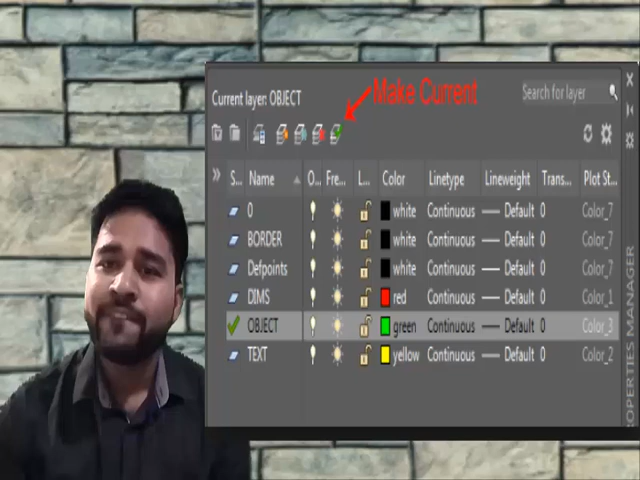 Make Current
Current layer: OBJECT
Search for layer
S... Name O.. Fre... L... Color Linetype Lineweight Trans... Plot St...
0 white Continuous Default 0 Color_7
BORDER white Continuous Default 0 Color_7
Defpoints white Continuous Default 0 Color_7
DIMS red Continuous Default 0 Color_1
OBJECT green Continuous Default 0 Color_3
TEXT yellow Continuous Default 0 Color_2
PROPERTIES MANAGER